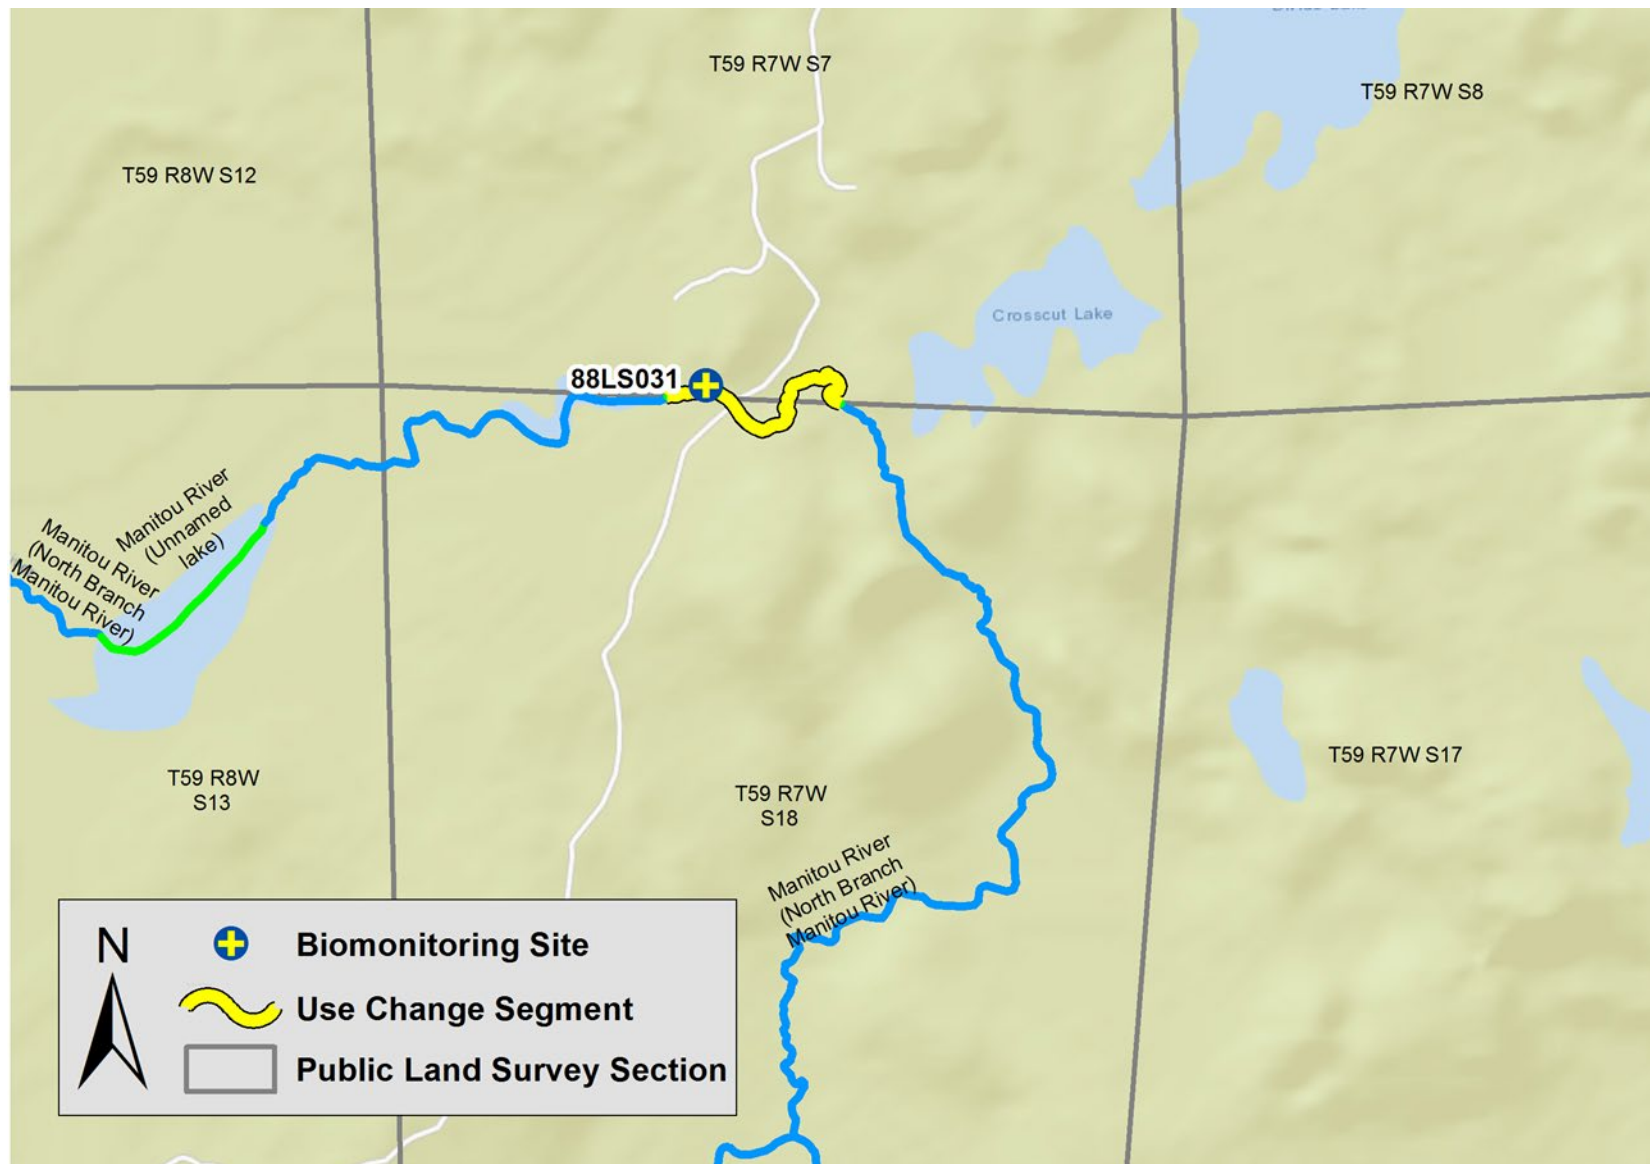 T59 R7W S7
T59 R7W S8
T59 R8W S12
Crosscut Lake
88LS031
Manitou River
(Unnamed
lake)
Manitou River
(North Branch
Manitou River)
T59 R7W S17
T59 R8W
S13
T59 R7W
S18
Manitou River
(North Branch
Manitou River)
N
Biomonitoring Site
Use Change Segment
Public Land Survey Section